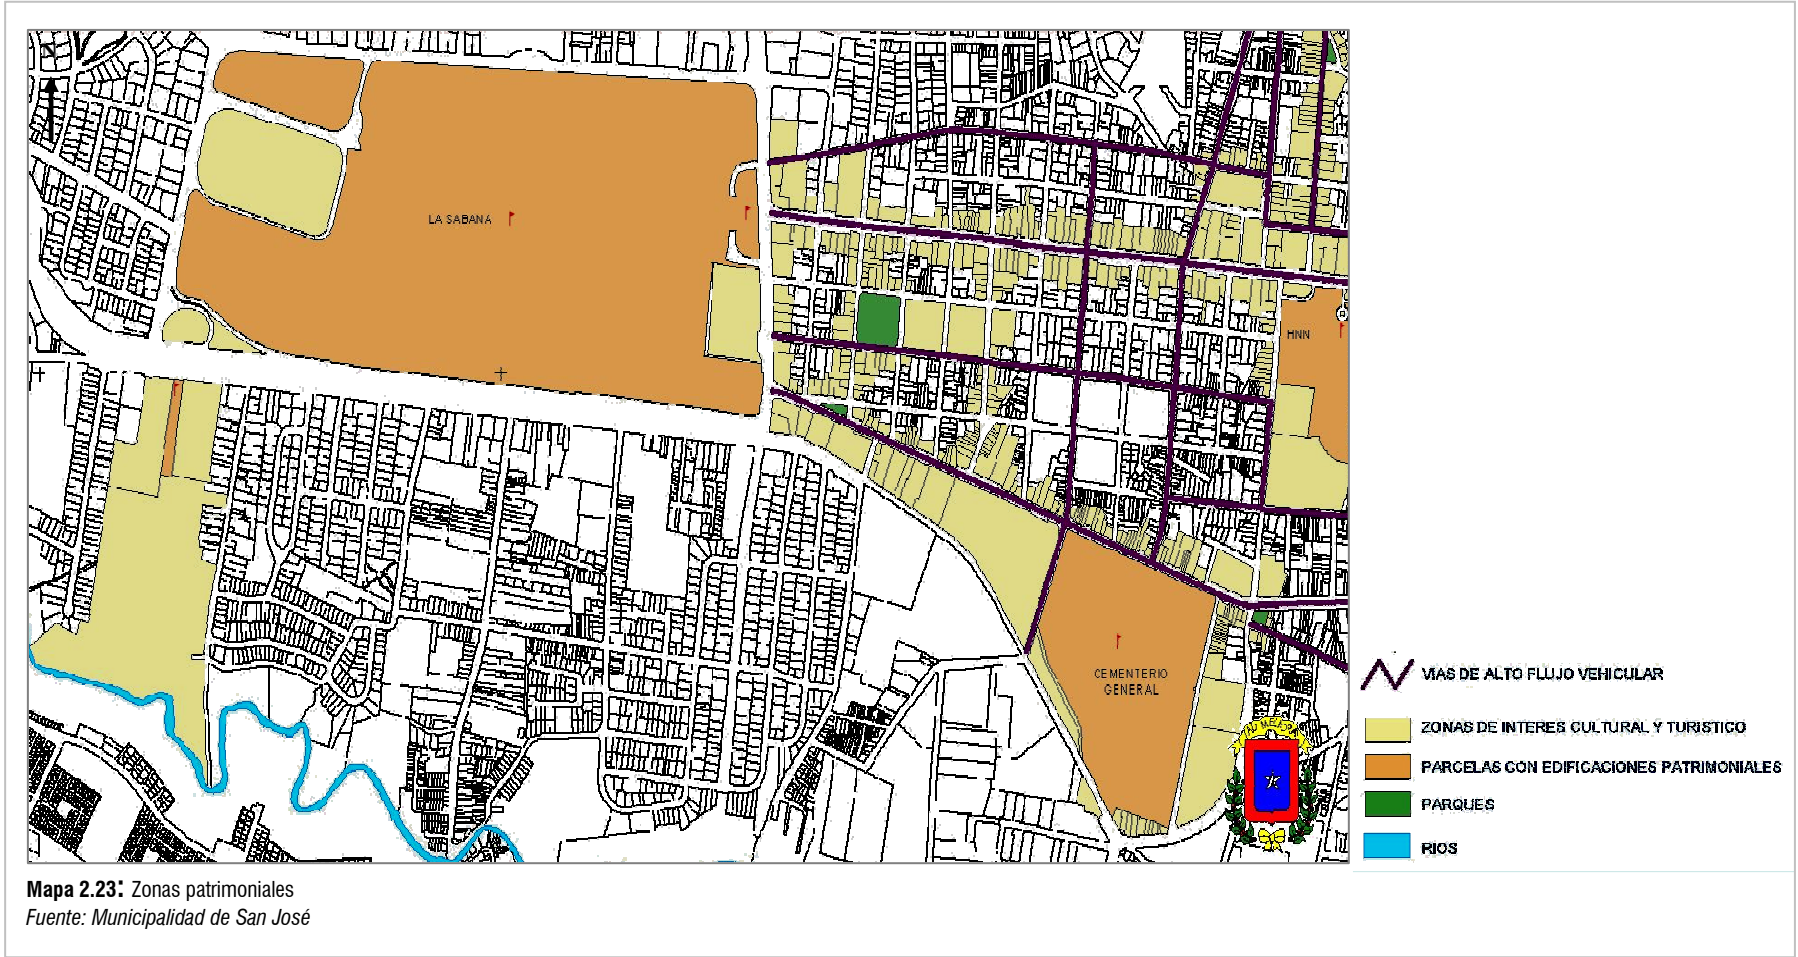 N
LA SABANA
HNN
CEMENTERIO
GENERAL
VIAS DE ALTO FLUJO VEHICULAR
ZONAS DE INTERES CULTURAL Y TURISTICO
PARCELAS CON EDIFICACIONES PATRIMONIALES
PARQUES
RIOS
Mapa 2.23: Zonas patrimoniales
Fuente: Municipalidad de San José